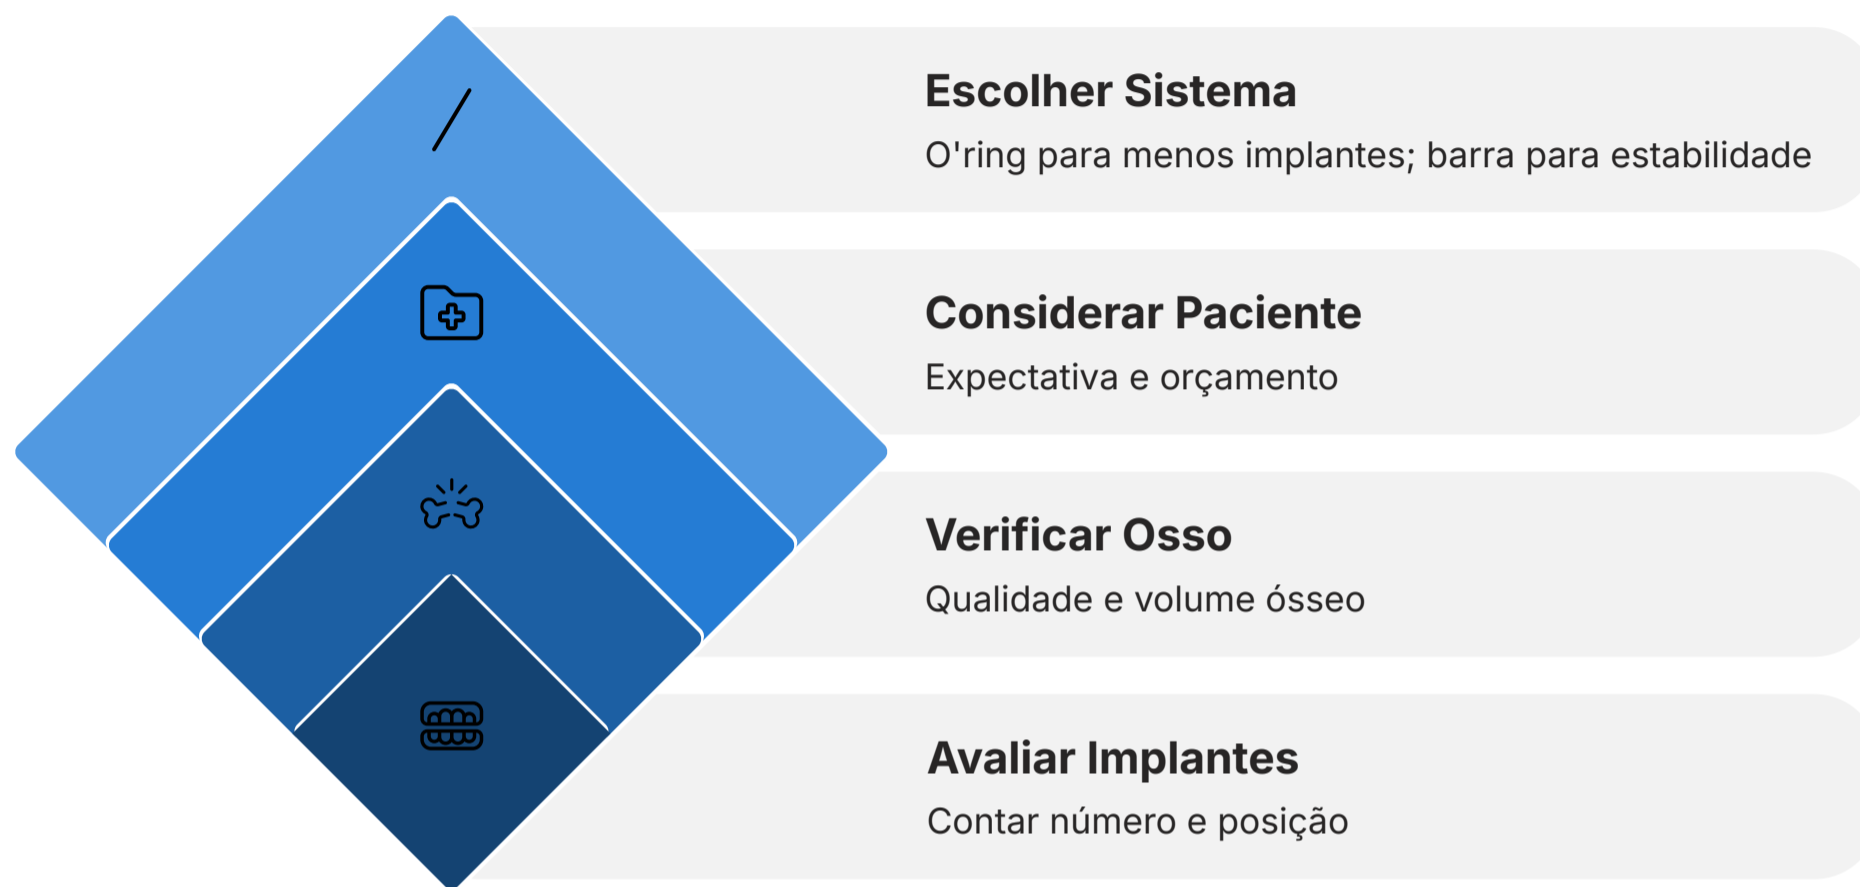 Escolher Sistema
O'ring para menos implantes; barra para estabilidade
Considerar Paciente
Expectativa e orçamento
Verificar Osso
Qualidade e volume ósseo
Avaliar Implantes
Contar número e posição